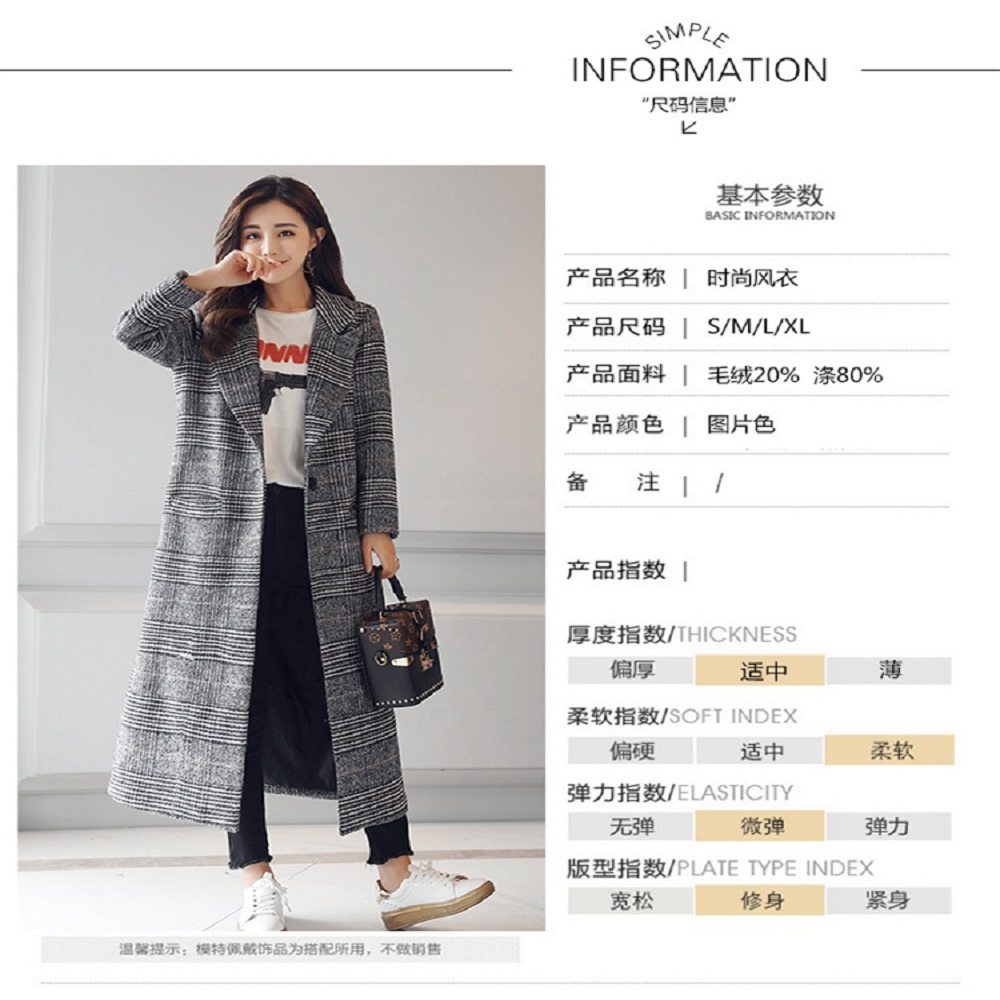 SIMPLE
INFORMATION
“尺码信息”
基本参数
BASIC INFORMATION
产品名称 | 时尚风衣
产品尺码 | S/M/L/XL
产品面料 | 毛绒20% 涤80%
产品颜色 | 图片色
备 注 | /
产品指数 |
厚度指数/THICKNESS
偏厚 适中 薄
柔软指数/SOFT INDEX
偏硬 适中 柔软
弹力指数/ELASTICITY
无弹 微弹 弹力
版型指数/PLATE TYPE INDEX
宽松 修身 紧身
温馨提示：模特佩戴饰品为搭配所用，不做销售